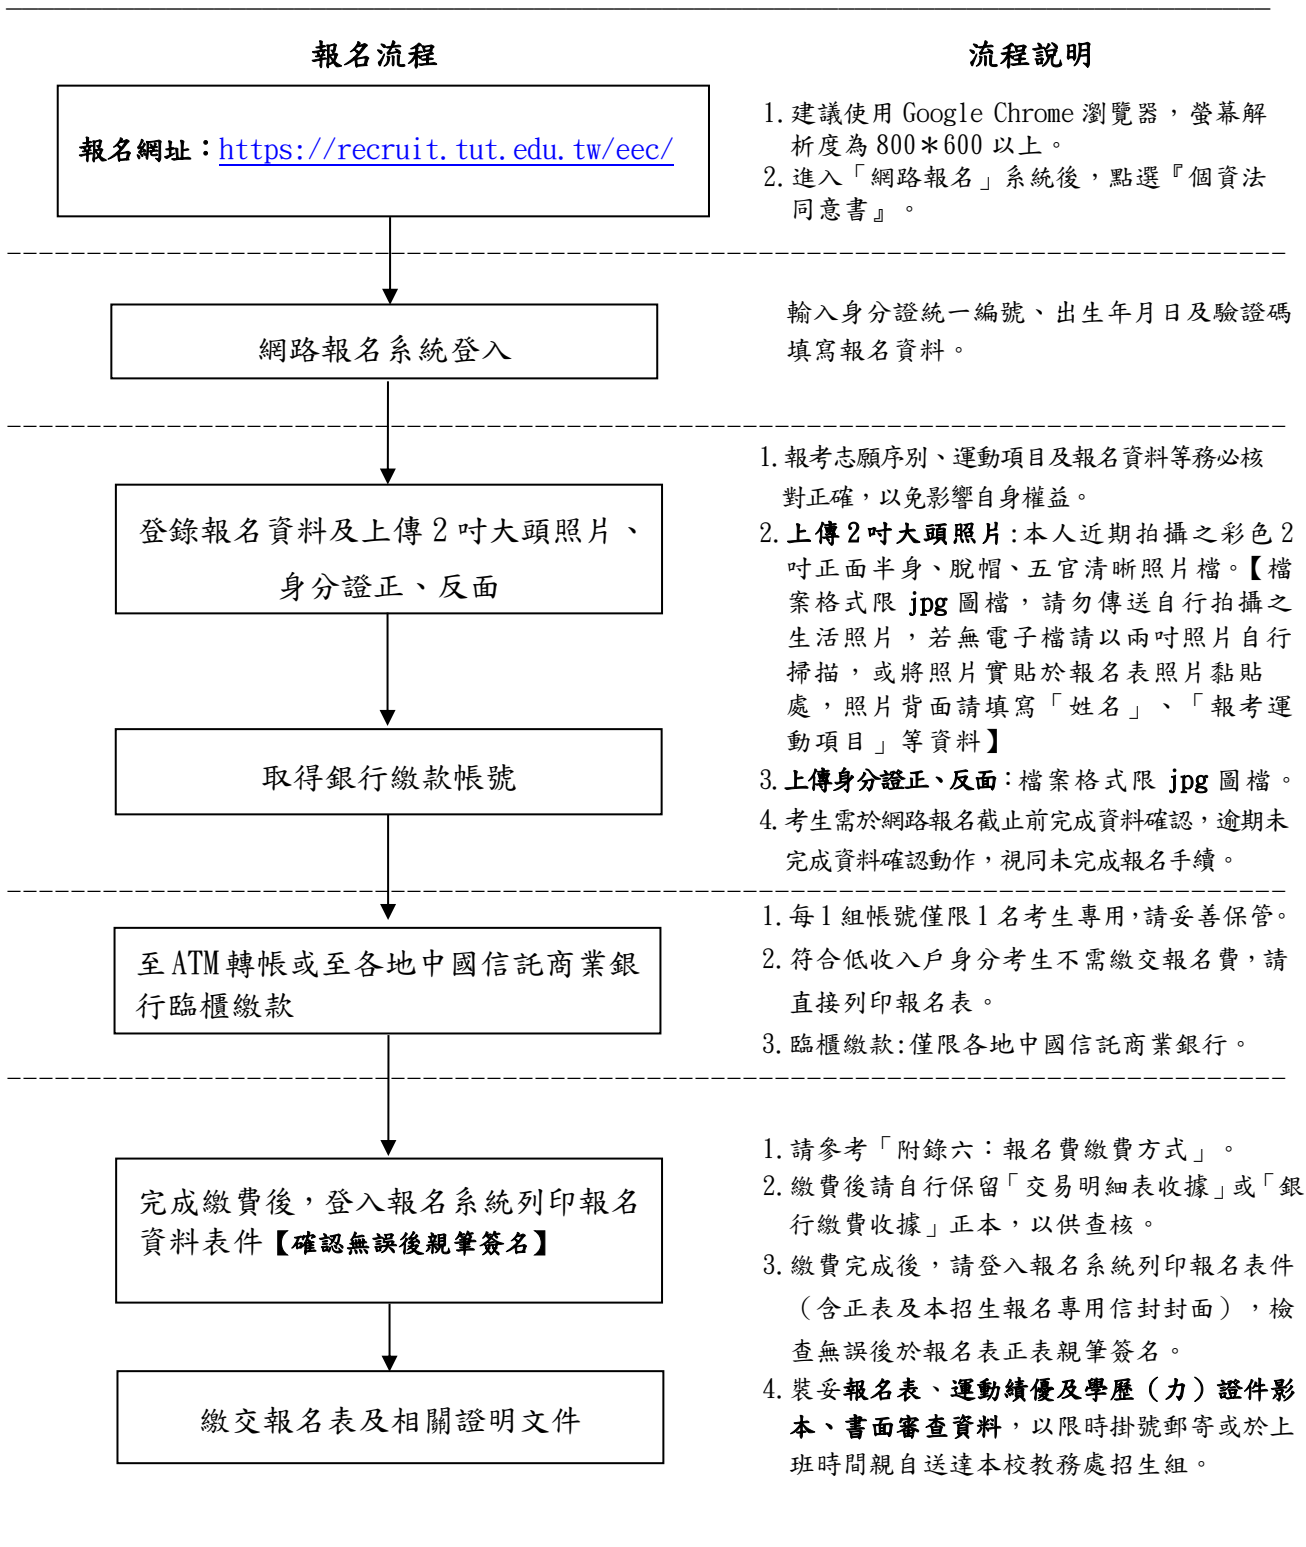 報名流程
流程說明
報名網址：https://recruit.tut.edu.tw/eec/
1.建議使用 Google Chrome 瀏覽器，螢幕解
析度為 800＊600 以上。
2.進入「網路報名」系統後，點選『個資法
同意書』。
網路報名系統登入
輸入身分證統一編號、出生年月日及驗證碼
填寫報名資料。
登錄報名資料及上傳 2 吋大頭照片、
身分證正、反面
取得銀行繳款帳號
1.報考志願序別、運動項目及報名資料等務必核
對正確，以免影響自身權益。
2.上傳 2 吋大頭照片:本人近期拍攝之彩色 2
吋正面半身、脫帽、五官清晰照片檔。【檔
案格式限 jpg 圖檔，請勿傳送自行拍攝之
生活照片，若無電子檔請以兩吋照片自行
掃描，或將照片實貼於報名表照片黏貼
處，照片背面請填寫「姓名」、「報考運
動項目」等資料】
3.上傳身分證正、反面:檔案格式限 jpg 圖檔。
4.考生需於網路報名截止前完成資料確認，逾期未
完成資料確認動作，視同未完成報名手續。
至 ATM 轉帳或至各地中國信託商業銀
行臨櫃繳款
1.每 1 組帳號僅限 1 名考生專用，請妥善保管。
2.符合低收入戶身分考生不需繳交報名費，請
直接列印報名表。
3.臨櫃繳款:僅限各地中國信託商業銀行。
完成繳費後，登入報名系統列印報名
資料表件【確認無誤後親筆簽名】
繳交報名表及相關證明文件
1.請參考「附錄六：報名費繳費方式」。
2.繳費後請自行保留「交易明細表收據」或「銀
行繳費收據」正本，以供查核。
3.繳費完成後，請登入報名系統列印報名表件
（含正表及本招生報名專用信封封面），檢
查無誤後於報名表正表親筆簽名。
4.裝妥報名表、運動績優及學歷（力）證件影
本、書面審查資料，以限時掛號郵寄或於上
班時間親自送達本校教務處招生組。